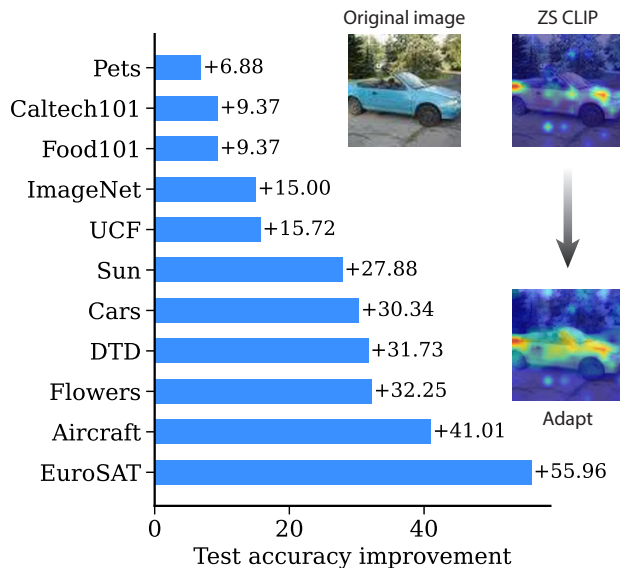 Original image
ZS CLIP
Pets
+6.88
Caltech101
+9.37
Food101
+9.37
ImageNet
+15.00
UCF
+15.72
Sun
+27.88
Cars
+30.34
DTD
+31.73
Flowers
+32.25
Aircraft
+41.01
EuroSAT
+55.96
Adapt
0
20
40
Test accuracy improvement